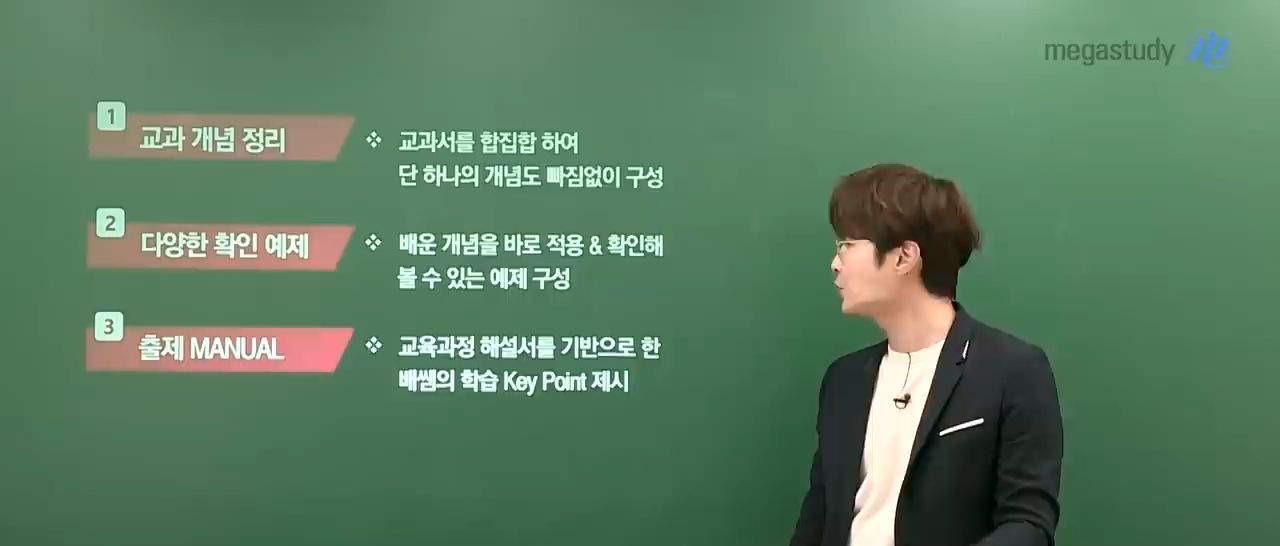 megastudy
1
교과 개념 정리
❖ 교과서를 합집합 하여
단 하나의 개념도 빠짐없이 구성
2
다양한 확인 예제
❖ 배운 개념을 바로 적용 & 확인해
볼 수 있는 예제 구성
3
출제 MANUAL
❖ 교육과정 해설서를 기반으로 한
배쌤의 학습 Key Point 제시